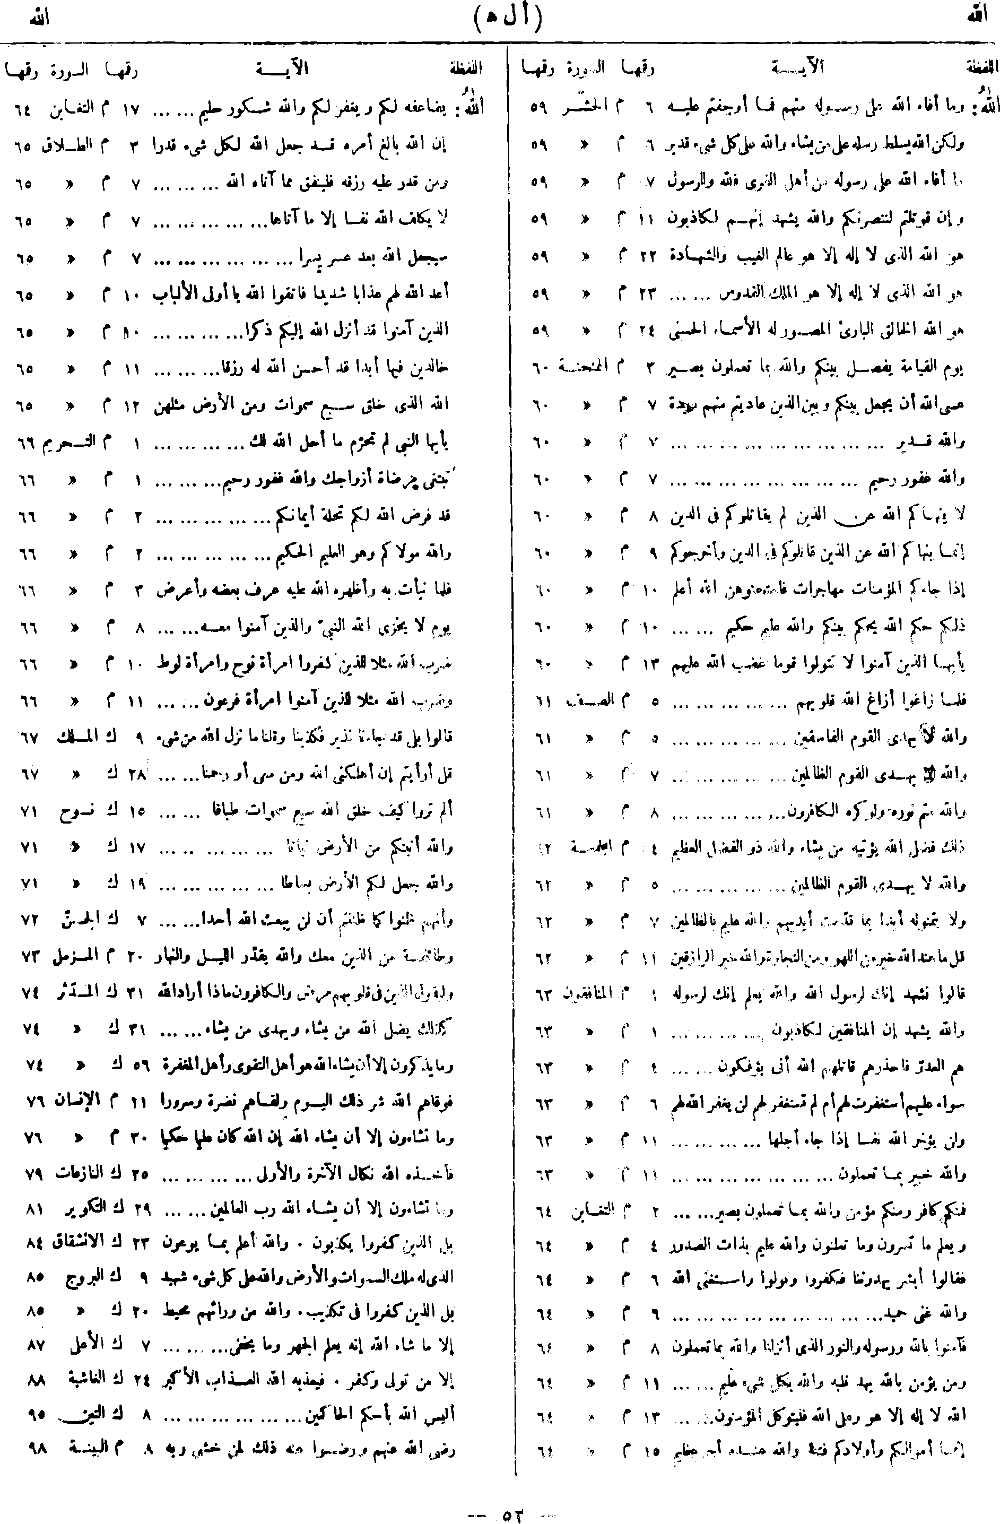 الله (أ ل ه) الله
اللفظة الآيــة رقمها السورة رقمها
اللهُ: وما أفاء الله على رسوله منهم فما أوجفتم عليه ٦ م الحشر ٥٩
ولكن الله يسلط رسله على من يشاء والله على كل شىء قدير ٦ م « ٥٩
ما أفاء الله على رسوله من أهل القرى فلله وللرسول ٧ م « ٥٩
وإن قوتلتم لننصرنكم والله يشهد إنهم لكاذبون ١١ م « ٥٩
هو الله الذى لا إله إلا هو عالم الغيب والشهادة ٢٢ م « ٥٩
هو الله الذى لا إله إلا هو الملك القدوس ... ... ٢٣ م « ٥٩
هو الله الخالق البارئ المصور له الأسماء الحسنى ٢٤ م « ٥٩
يوم القيامة يفصل بينكم والله بما تعملون بصير ٣ م الممتحنة ٦٠
عسى الله أن يجعل بينكم وبين الذين عاديتم منهم مودة ٧ م « ٦٠
والله قدير ... ... ... ... ... ... ... ... ٧ م « ٦٠
والله غفور رحيم ... ... ... ... ... ... ... ٧ م « ٦٠
لا ينهاكم الله عن الذين لم يقاتلوكم فى الدين ٨ م « ٦٠
إنما ينهاكم الله عن الذين قاتلوكم فى الدين وأخرجوكم ٩ م « ٦٠
إذا جاءكم المؤمنات مهاجرات فامتحنوهن الله أعلم ١٠ م « ٦٠
ذلكم حكم الله يحكم بينكم والله عليم حكيم ... ... ١٠ م « ٦٠
يأيها الذين آمنوا لا تتولوا قوما غضب الله عليهم ١٣ م « ٦٠
فلما زاغوا أزاغ الله قلوبهم ... ... ... ... ... ٥ م الصف ٦١
والله لا يهدى القوم الفاسقين ... ... ... ... ... ٥ م « ٦١
والله لا يهدى القوم الظالمين ... ... ... ... ... ٧ م « ٦١
والله متم نوره ولو كره الكافرون... ... ... ... ... ٨ م « ٦١
ذلك فضل الله يؤتيه من يشاء والله ذو الفضل العظيم ٤ م الجمعة ٦٢
والله لا يهدى القوم الظالمين... ... ... ... ... ٥ م « ٦٢
ولا يتمنونه أبدا بما قدمت أيديهم والله عليم بالظالمين ٧ م « ٦٢
قل ما عند الله خير من اللهو ومن التجارة والله خير الرازقين ١١ م « ٦٢
قالوا نشهد إنك لرسول الله والله يعلم إنك لرسوله ١ م المنافقون ٦٣
والله يشهد إن المنافقين لكاذبون ... ... ... ... ١ م « ٦٣
هم العدو فاحذرهم قاتلهم الله أنى يؤفكون ... ... ٤ م « ٦٣
سواء عليهم أستغفرت لهم أم لم تستغفر لهم لن يغفر الله لهم ٦ م « ٦٣
ولن يؤخر الله نفسا إذا جاء أجلها ... ... ... ... ١١ م « ٦٣
والله خبير بما تعملون ... ... ... ... ... ... ١١ م « ٦٣
فمنكم كافر ومنكم مؤمن والله بما تعملون بصير... ... ٢ م التغابن ٦٤
ويعلم ما تسرون وما تعلنون والله عليم بذات الصدور ٤ م « ٦٤
فقالوا أبشر يهدوننا فكفروا وتولوا واستغنى الله ٦ م « ٦٤
والله غنى حميد... ... ... ... ... ... ... ... ٦ م « ٦٤
فآمنوا بالله ورسوله والنور الذى أنزلنا والله بما تعملون ٨ م « ٦٤
ومن يؤمن بالله يهد قلبه والله بكل شىء عليم... ... ١١ م « ٦٤
الله لا إله إلا هو وعلى الله فليتوكل المؤمنون... ... ١٣ م « ٦٤
إنما أموالكم وأولادكم فتنة والله عنده أجر عظيم ١٥ م « ٦٤
اللفظة الآيــة رقمها السورة رقمها
اللهُ: يضاعفه لكم ويغفر لكم والله شكور حليم... ... ١٧ م التغابن ٦٤
إن الله بالغ أمره قد جعل الله لكل شىء قدرا ٣ م الطلاق ٦٥
ومن قدر عليه رزقه فلينفق مما آتاه الله ... ... ... ٧ م « ٦٥
لا يكلف الله نفسا إلا ما آتاها... ... ... ... ... ٧ م « ٦٥
سيجعل الله بعد عسر يسرا ... ... ... ... ... ... ٧ م « ٦٥
أعد الله لهم عذابا شديدا فاتقوا الله يا أولى الألباب ١٠ م « ٦٥
الذين آمنوا قد أنزل الله إليكم ذكرا... ... ... ... ١٠ م « ٦٥
خالدين فيها أبدا قد أحسن الله له رزقا... ... ... ١١ م « ٦٥
الله الذى خلق سبع سموات ومن الأرض مثلهن ١٢ م « ٦٥
يأيها النبى لم تحرم ما أحل الله لك ... ... ... ... ١ م التحريم ٦٦
تبتغى مرضاة أزواجك والله غفور رحيم... ... ... ١ م « ٦٦
قد فرض الله لكم تحلة أيمانكم ... ... ... ... ... ٢ م « ٦٦
والله مولاكم وهو العليم الحكيم ... ... ... ... ... ٢ م « ٦٦
فلما نبأت به وأظهره الله عليه عرف بعضه وأعرض ٣ م « ٦٦
يوم لا يخزى الله النبى والذين آمنوا معه... ... ٨ م « ٦٦
ضرب الله مثلا للذين كفروا امرأة نوح وامرأة لوط ١٠ م « ٦٦
وضرب الله مثلا للذين آمنوا امرأة فرعون ... ... ١١ م « ٦٦
قالوا بلى قد جاءنا نذير فكذبنا وقلنا ما نزل الله من شىء ٩ ك الملك ٦٧
قل أرأيتم إن أهلكنى الله ومن معى أو رحمنا... ... ٢٨ ك « ٦٧
ألم تروا كيف خلق الله سبع سموات طباقا ... ... ١٥ ك نوح ٧١
والله أنبتكم من الأرض نباتا ... ... ... ... ... ١٧ ك « ٧١
والله جعل لكم الأرض بساطا ... ... ... ... ... ١٩ ك « ٧١
وأنهم ظنوا كما ظننتم أن لن يبعث الله أحدا... ... ٧ ك الجن ٧٢
وطائفة من الذين معك والله يقدر الليل والنهار ٢٠ م المزمل ٧٣
وليقول الذين فى قلوبهم مرض والكافرون ماذا أراد الله ٣١ ك المدثر ٧٤
كذلك يضل الله من يشاء ويهدى من يشاء... ... ٣١ ك « ٧٤
وما يذكرون إلا أن يشاء الله هو أهل التقوى وأهل المغفرة ٥٦ ك « ٧٤
فوقاهم الله شر ذلك اليوم ولقاهم نضرة وسرورا ١١ م الإنسان ٧٦
وما تشاءون إلا أن يشاء الله إن الله كان عليما حكيما ٣٠ م « ٧٦
فأخذه الله نكال الآخرة والأولى ... ... ... ... ٢٥ ك النازعات ٧٩
وما تشاءون إلا أن يشاء الله رب العالمين... ... ٢٩ ك التكوير ٨١
بل الذين كفروا يكذبون . والله أعلم بما يوعون ٢٣ ك الانشقاق ٨٤
الذى له ملك السموات والأرض والله على كل شىء شهيد ٩ ك البروج ٨٥
بل الذين كفروا فى تكذيب . والله من ورائهم محيط ٢٠ ك « ٨٥
إلا ما شاء الله إنه يعلم الجهر وما يخفى... ... ... ٧ ك الأعلى ٨٧
إلا من تولى وكفر . فيعذبه الله العذاب الأكبر ٢٤ ك الغاشية ٨٨
أليس الله بأحكم الحاكمين... ... ... ... ... ... ٨ ك التين ٩٥
رضى الله عنهم ورضوا عنه ذلك لمن خشى ربه ٨ م البينة ٩٨
— ٥٢ —